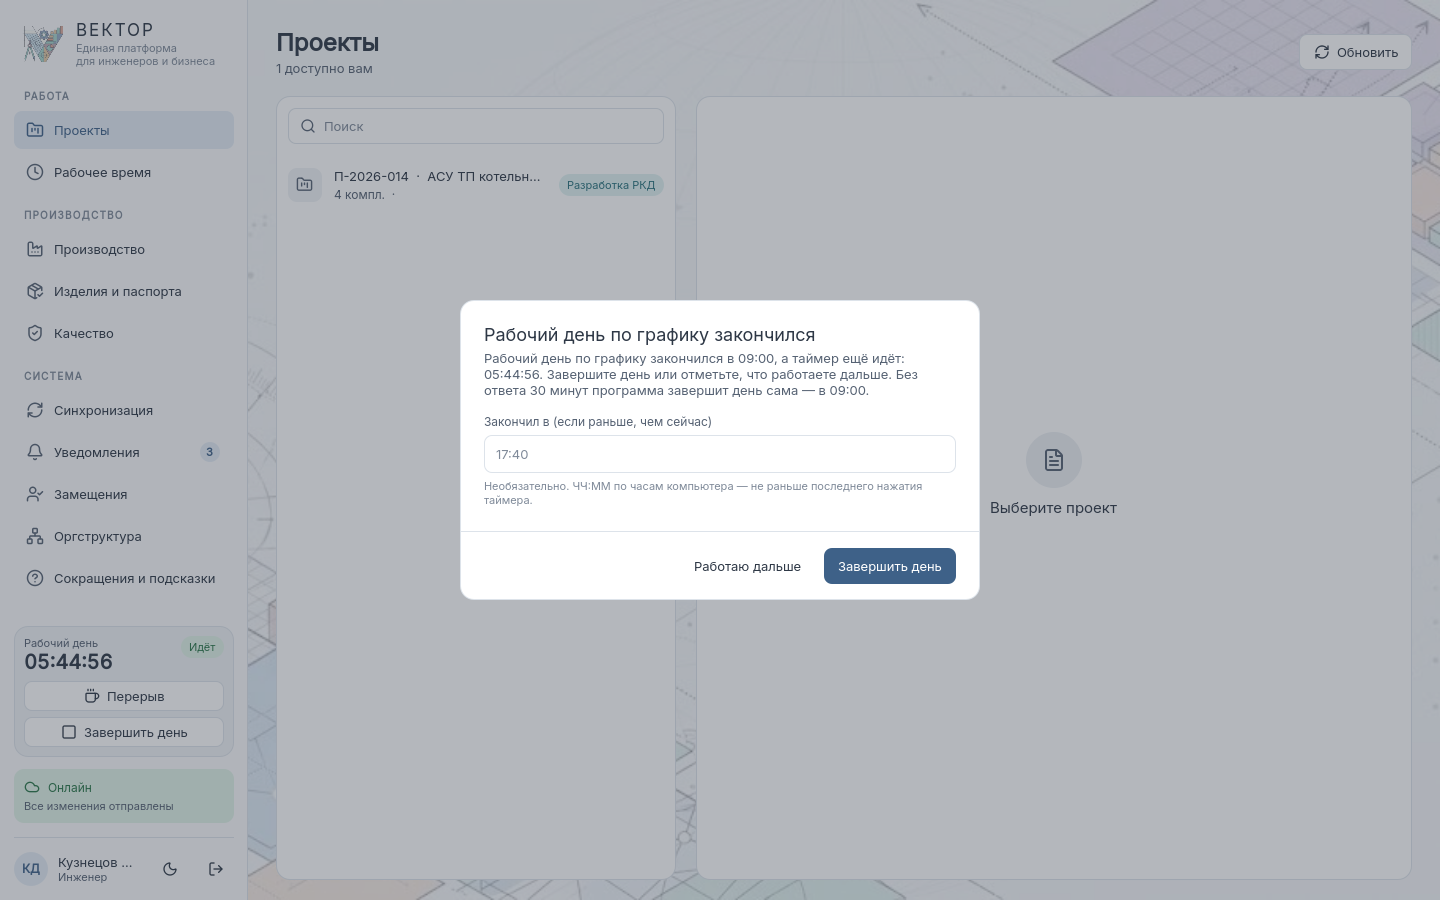 ВЕКТОР
Единая платформа
для инженеров и бизнеса
РАБОТА
Проекты
Рабочее время
ПРОИЗВОДСТВО
Производство
Изделия и паспорта
Качество
СИСТЕМА
Синхронизация
Уведомления 3
Замещения
Оргструктура
Сокращения и подсказки
Рабочий день
05:44:56
Идёт
Перерыв
Завершить день
Онлайн
Все изменения отправлены
КД
Кузнецов ...
Инженер
Проекты
1 доступно вам
Обновить
Поиск
П-2026-014 · АСУ ТП котельн...
4 компл. ·
Разработка РКД
Выберите проект
Рабочий день по графику закончился
Рабочий день по графику закончился в 09:00, а таймер ещё идёт:
05:44:56. Завершите день или отметьте, что работаете дальше. Без
ответа 30 минут программа завершит день сама — в 09:00.
Закончил в (если раньше, чем сейчас)
17:40
Необязательно. ЧЧ:ММ по часам компьютера — не раньше последнего нажатия
таймера.
Работаю дальше
Завершить день